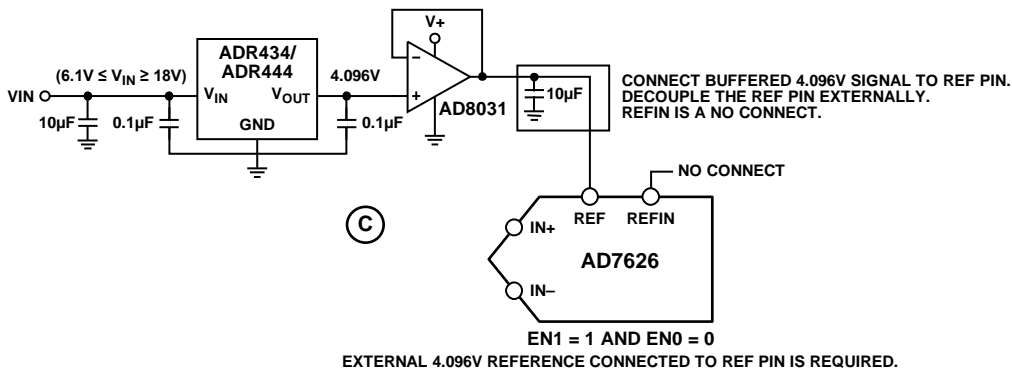 V+
ADR434/
ADR444
(6.1V ≤ VIN ≥ 18V)
4.096V
VIN
VIN
VOUT
GND
10µF
0.1µF
0.1µF
−
+
AD8031
10µF
CONNECT BUFFERED 4.096V SIGNAL TO REF PIN.
DECOUPLE THE REF PIN EXTERNALLY.
REFIN IS A NO CONNECT.
NO CONNECT
C
REF
REFIN
IN+
AD7626
IN–
EN1 = 1 AND EN0 = 0
EXTERNAL 4.096V REFERENCE CONNECTED TO REF PIN IS REQUIRED.